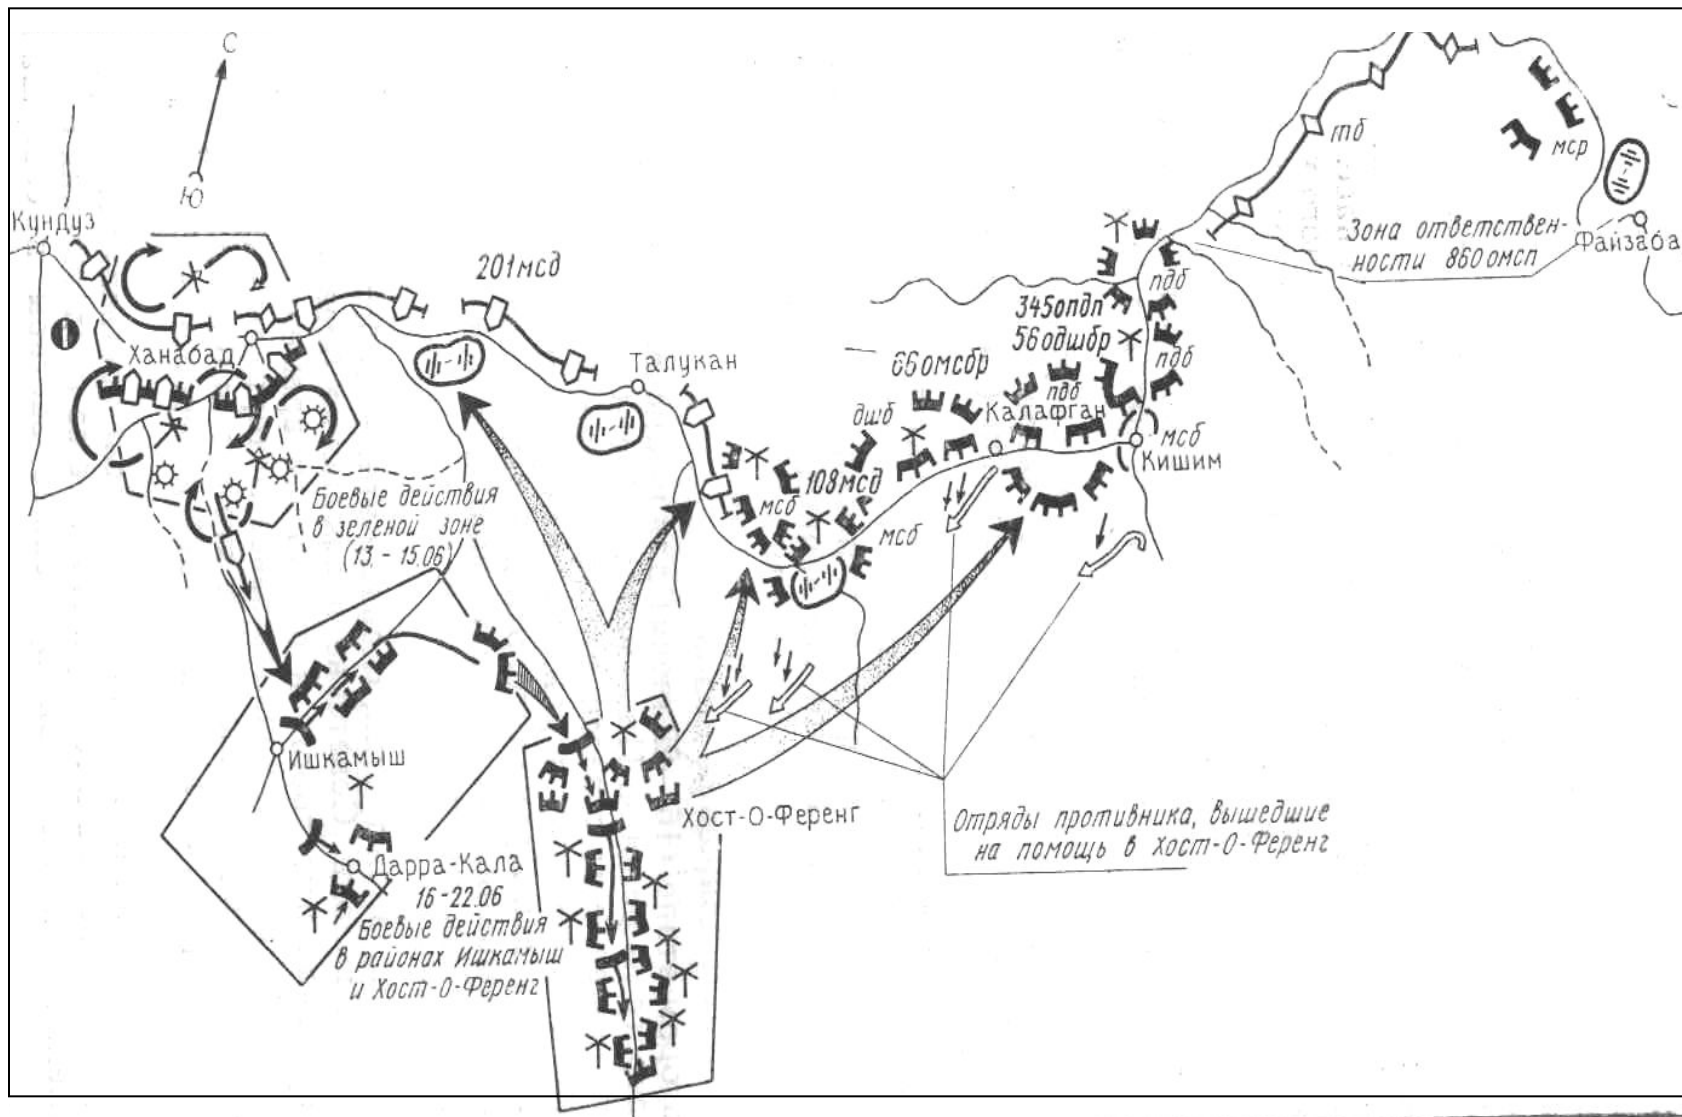 С
Ю
Кундуз
201мсд
Ханабад
Талукан
тб
мср
Зона ответствен-
ности 860омсп
Файзаба
пдб
345опдп
56одшбр
пдб
66омсбр
пдб
дшб
Калафган
мсб
Кишим
108мсд
мсб
мсб
Боевые действия
в зеленой зоне
(13.-15.06)
Ишкамыш
Хост-О-Ференг
Отряды противника, вышедшие
на помощь в Хост-О-Ференг
Дарра-Кала
16-22.06
Боевые действия
в районах Ишкамыш
и Хост-О-Ференг